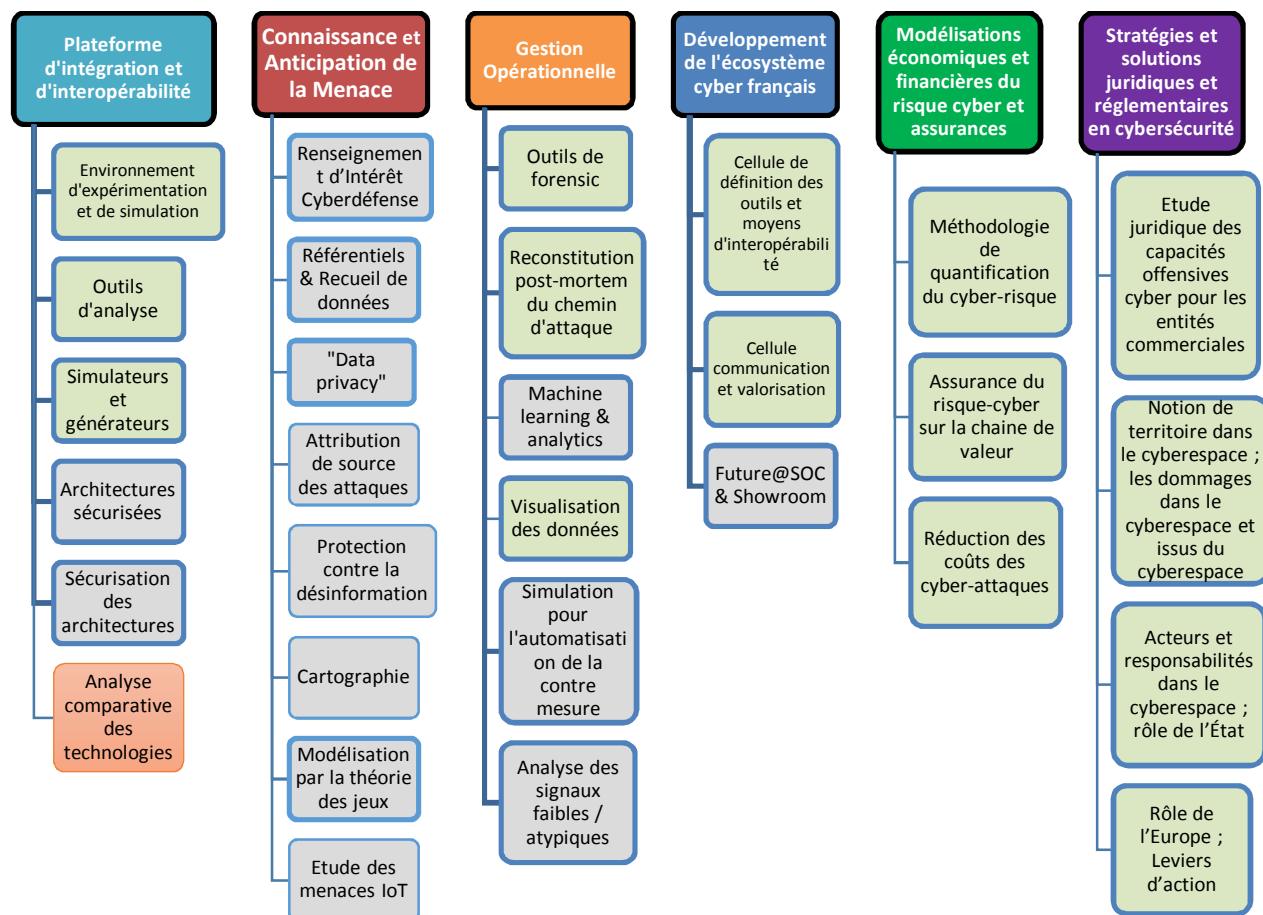 Plateforme
d'intégration et
d'interopérabilité
Environnement
d'expérimentation
et de simulation
Outils
d'analyse
Simulateurs
et
générateurs
Architectures
sécurisées
Sécurisation
des
architectures
Analyse
comparative
des
technologies
Connaissance et
Anticipation de
la Menace
Renseignemen
t d’Intérêt
Cyberdéfense
Référentiels
& Recueil de
données
"Data
privacy"
Attribution
de source
des attaques
Protection
contre la
désinformation
Cartographie
Modélisation
par la théorie
des jeux
Etude des
menaces IoT
Gestion
Opérationnelle
Outils de
forensic
Reconstitution
post-mortem
du chemin
d'attaque
Machine
learning &
analytics
Visualisation
des données
Simulation
pour
l'automatisati
on de la
contre
mesure
Analyse des
signaux
faibles /
atypiques
Développement
de l'écosystème
cyber français
Cellule de
définition des
outils et
moyens
d'interopérabili
té
Cellule
communication
et valorisation
Future@SOC
& Showroom
Modélisations
économiques et
financières du
risque cyber et
assurances
Méthodologie
de
quantification
du cyber-risque
Assurance du
risque-cyber
sur la chaine de
valeur
Réduction des
coûts des
cyber-attaques
Stratégies et
solutions
juridiques et
réglementaires
en cybersécurité
Etude
juridique des
capacités
offensives
cyber pour les
entités
commerciales
Notion de
territoire dans
le cyberespace ;
les dommages
dans le
cyberespace et
issus du
cyberespace
Acteurs et
responsabilités
dans le
cyberespace ;
rôle de l’État
Rôle de
l’Europe ;
Leviers
d’action